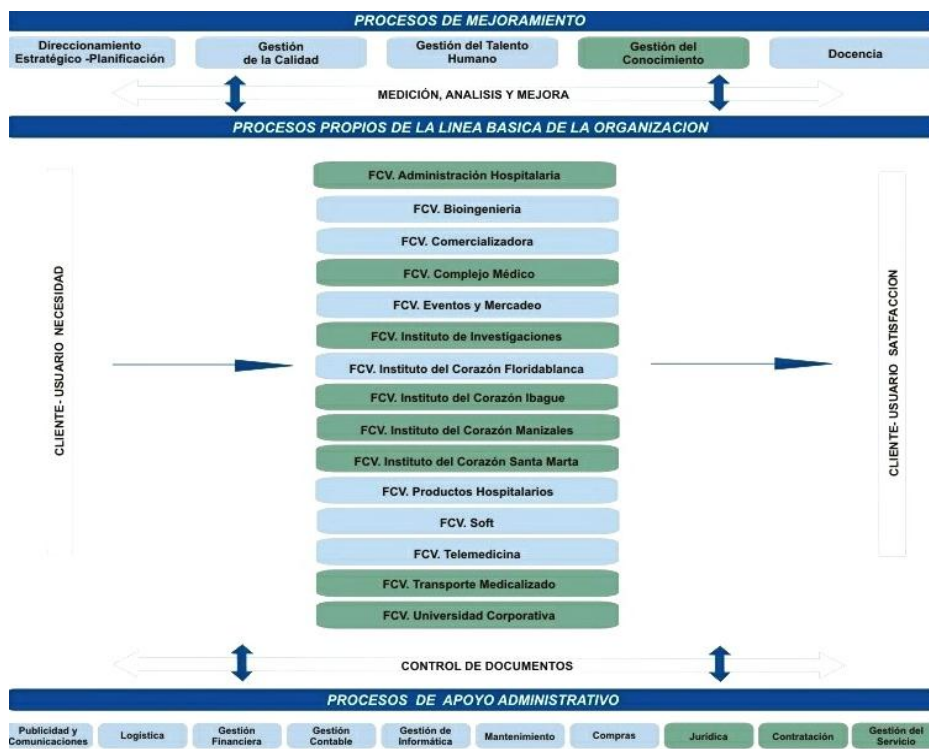 PROCESOS DE MEJORAMIENTO
Direccionamiento
Estratégico -Planificación
Gestión
de la Calidad
Gestión del Talento
Humano
Gestión del
Conocimiento
Docencia
MEDICIÓN, ANALISIS Y MEJORA
PROCESOS PROPIOS DE LA LINEA BASICA DE LA ORGANIZACION
CLIENTE- USUARIO NECESIDAD
FCV. Administración Hospitalaria
FCV. Bioingenieria
FCV. Comercializadora
FCV. Complejo Médico
FCV. Eventos y Mercadeo
FCV. Instituto de Investigaciones
FCV. Instituto del Corazón Floridablanca
FCV. Instituto del Corazón Ibague
FCV. Instituto del Corazón Manizales
FCV. Instituto del Corazón Santa Marta
FCV. Productos Hospitalarios
FCV. Soft
FCV. Telemedicina
FCV. Transporte Medicalizado
FCV. Universidad Corporativa
CLIENTE- USUARIO SATISFACCION
CONTROL DE DOCUMENTOS
PROCESOS DE APOYO ADMINISTRATIVO
Publicidad y
Comunicaciones
Logistica
Gestión
Financiera
Gestión
Contable
Gestión de
Informática
Mantenimiento
Compras
Jurídica
Contratación
Gestión del
Servicio